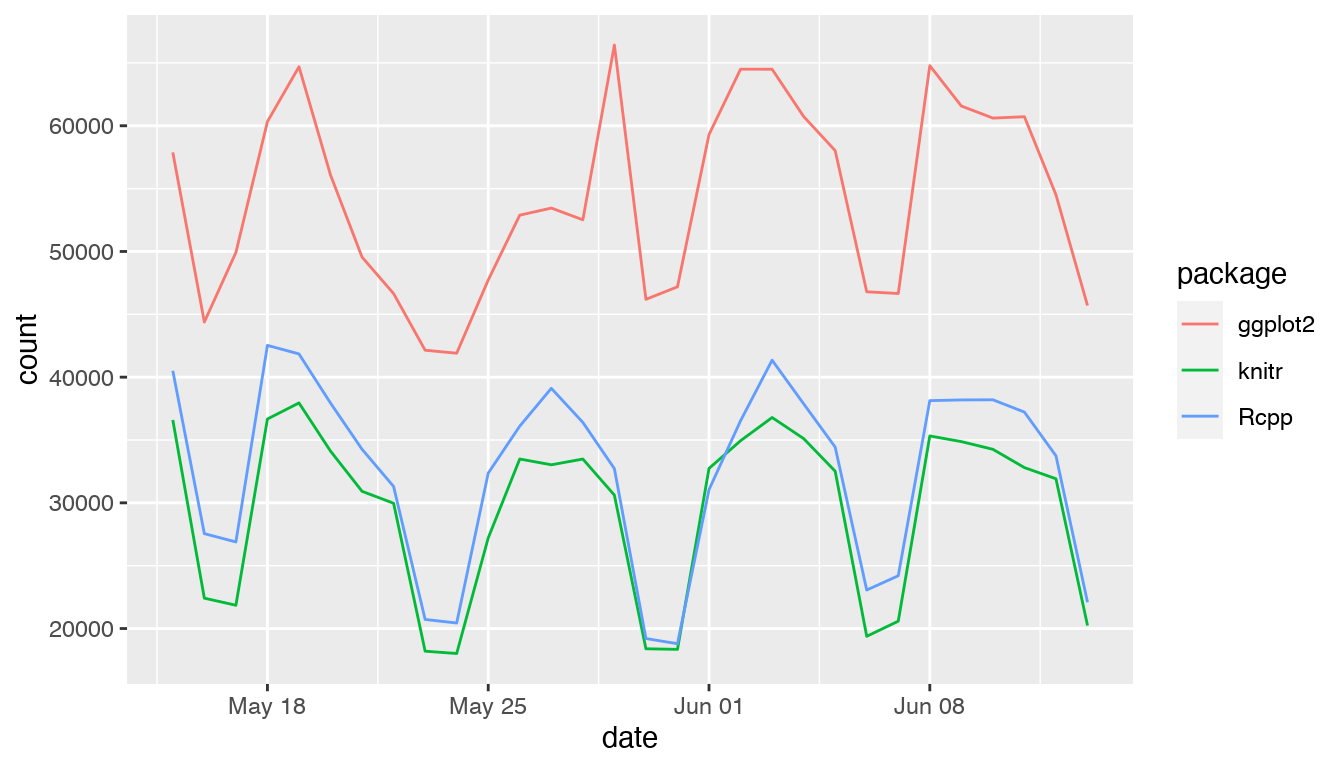 60000
50000
40000
30000
20000
count
May 18
May 25
Jun 01
Jun 08
date
package
ggplot2
knitr
Rcpp